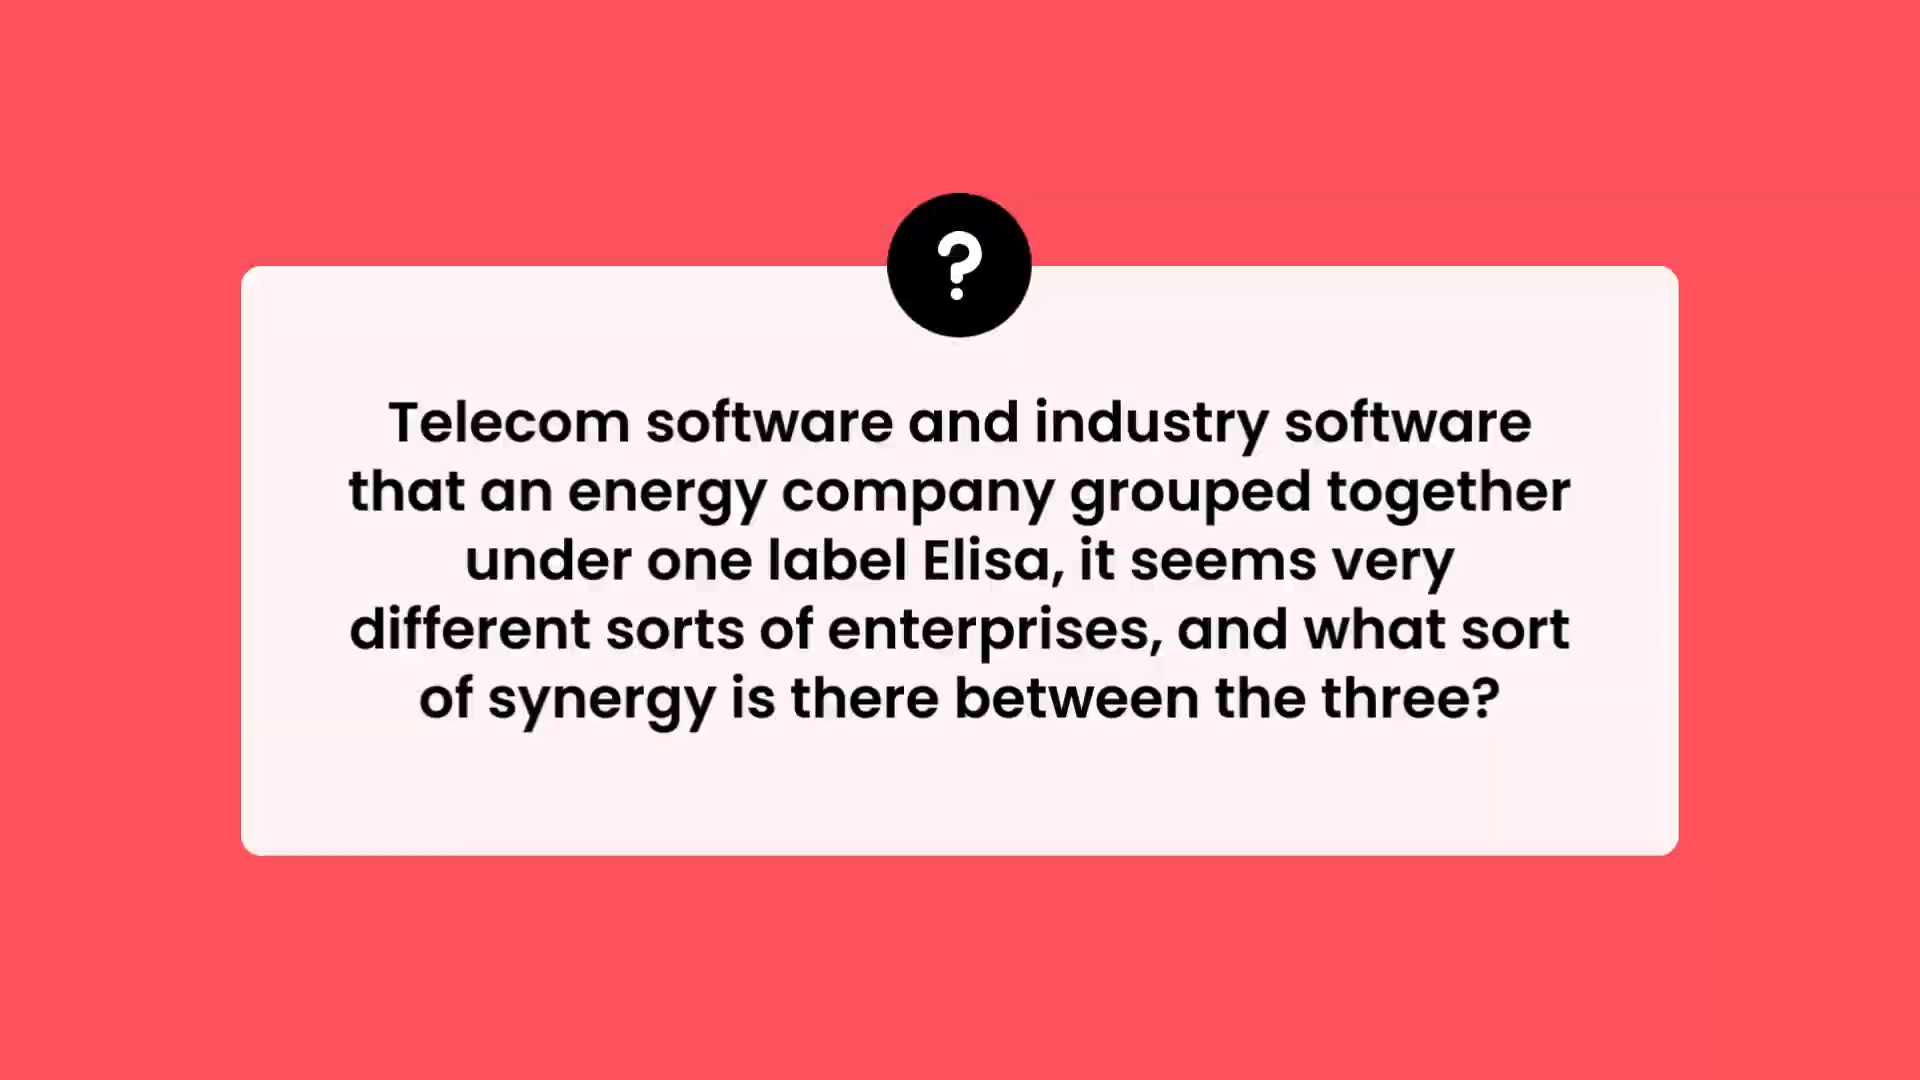 ?
Telecom software and industry software
that an energy company grouped together
under one label Elisa, it seems very
different sorts of enterprises, and what sort
of synergy is there between the three?